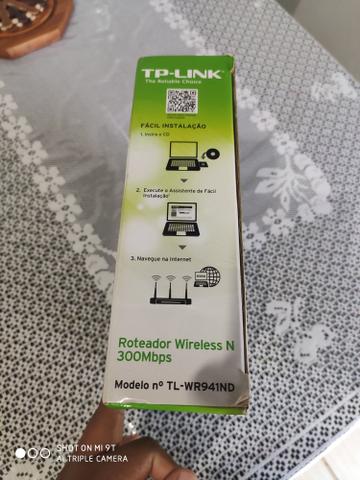 TP-LINK
The Reliable Choice
FÁCIL INSTALAÇÃO
1. Insira o CD
2. Execute o Assistente de Fácil
Instalação!
3. Navegue na Internet
Roteador Wireless N
300Mbps
Modelo nº TL-WR941ND
SHOT ON MI 9T
AI TRIPLE CAMERA